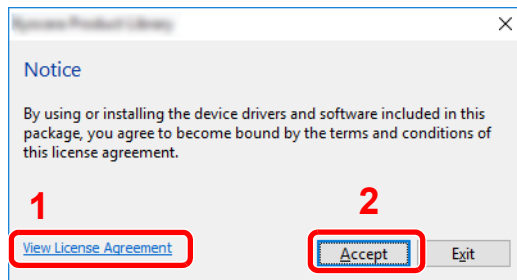 Notice
By using or installing the device drivers and software included in this
package, you agree to become bound by the terms and conditions of
this license agreement.
1
2
View License Agreement
Accept
Exit